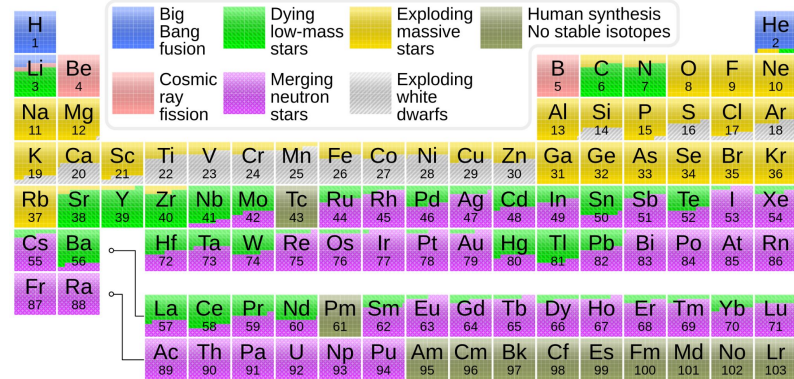 H
1
Big Bang fusion
Dying low-mass stars
Exploding massive stars
Human synthesis
No stable isotopes
He
2
Li Be
3 4
Cosmic ray fission
Merging neutron stars
Exploding white dwarfs
B C N O F Ne
5 6 7 8 9 10
Na Mg Al Si P S Cl Ar
11 12 13 14 15 16 17 18
K Ca Sc Ti V Cr Mn Fe Co Ni Cu Zn Ga Ge As Se Br Kr
19 20 21 22 23 24 25 26 27 28 29 30 31 32 33 34 35 36
Rb Sr Y Zr Nb Mo Tc Ru Rh Pd Ag Cd In Sn Sb Te I Xe
37 38 39 40 41 42 43 44 45 46 47 48 49 50 51 52 53 54
Cs Ba Hf Ta W Re Os Ir Pt Au Hg Tl Pb Bi Po At Rn
55 56 72 73 74 75 76 77 78 79 80 81 82 83 84 85 86
Fr Ra
87 88
La Ce Pr Nd Pm Sm Eu Gd Tb Dy Ho Er Tm Yb Lu
57 58 59 60 61 62 63 64 65 66 67 68 69 70 71
Ac Th Pa U Np Pu Am Cm Bk Cf Es Fm Md No Lr
89 90 91 92 93 94 95 96 97 98 99 100 101 102 103